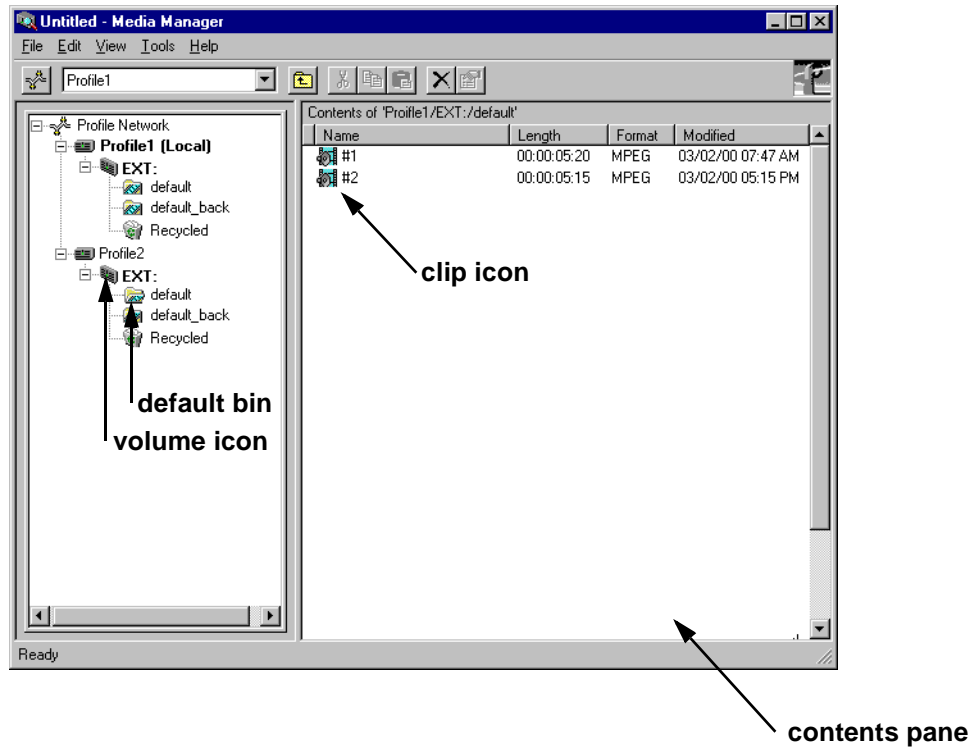 Untitled - Media Manager
File Edit View Tools Help
Profile1
Contents of 'Proifle1/EXT:/default'
Name Length Format Modified
#1 00:00:05:20 MPEG 03/02/00 07:47 AM
#2 00:00:05:15 MPEG 03/02/00 05:15 PM
Profile Network
Profile1 (Local)
EXT:
default
default_back
Recycled
Profile2
EXT:
default
default_back
Recycled
clip icon
default bin
volume icon
Ready
contents pane